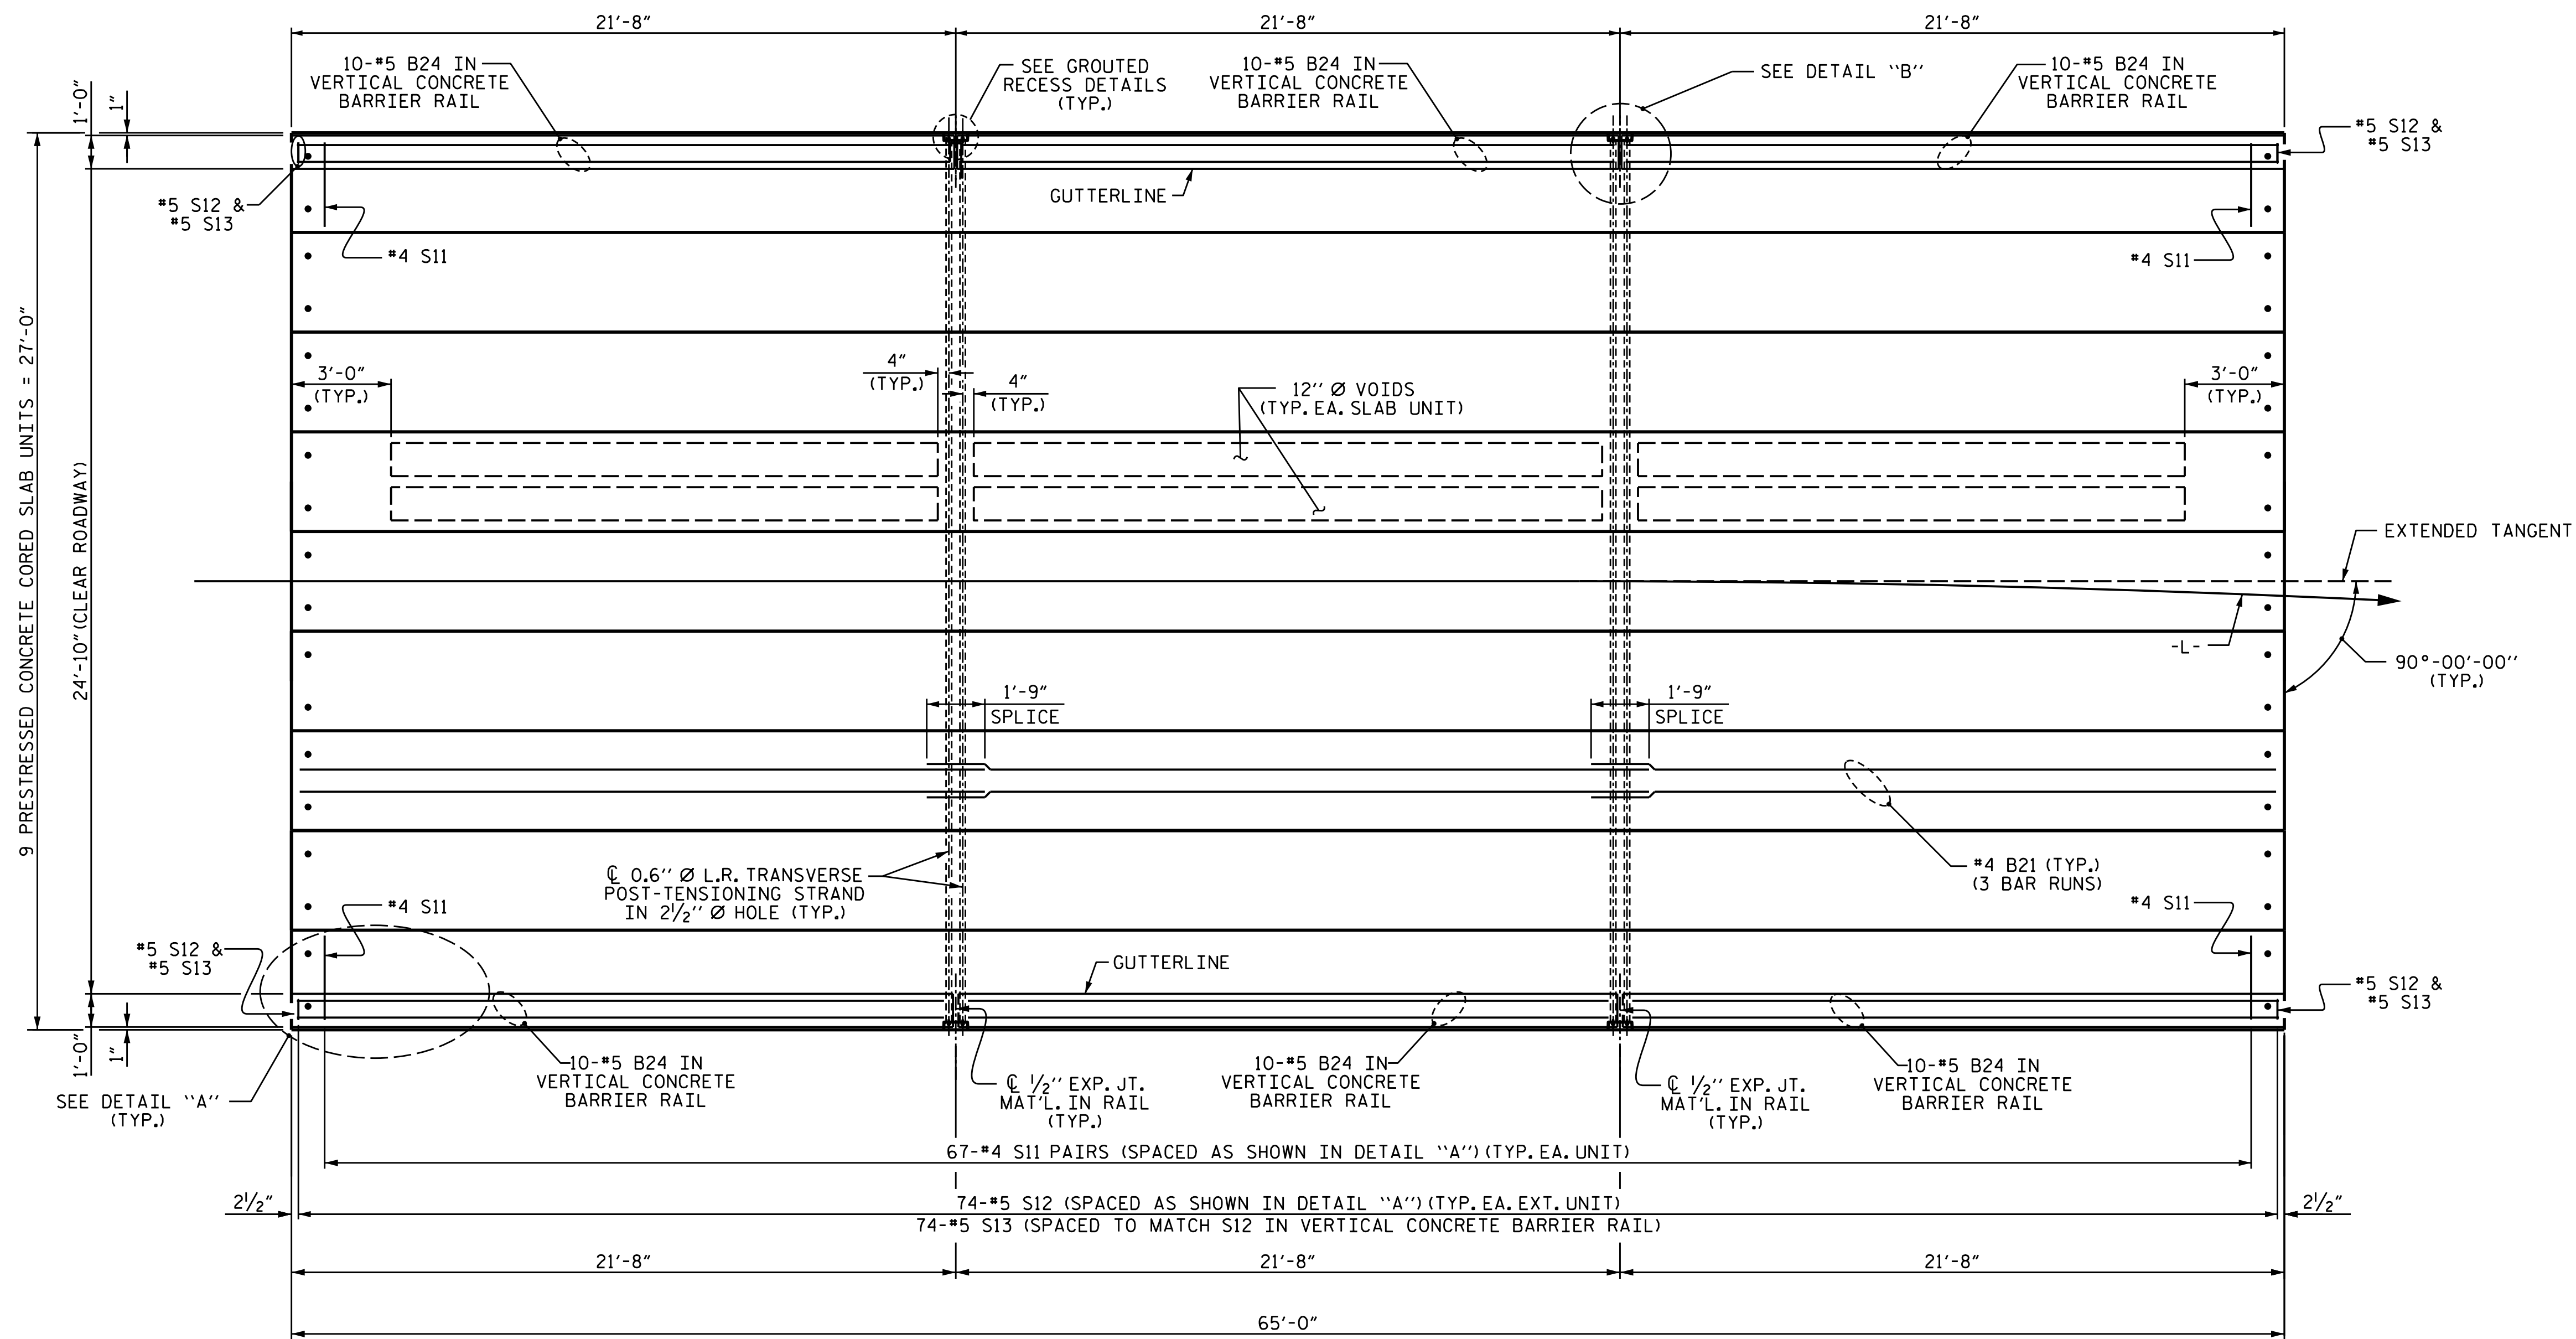 21'-8"
21'-8"
21'-8"
10-#5 B24 IN
VERTICAL CONCRETE
BARRIER RAIL
SEE GROUTED
RECESS DETAILS
(TYP.)
10-#5 B24 IN
VERTICAL CONCRETE
BARRIER RAIL
SEE DETAIL "B"
10-#5 B24 IN
VERTICAL CONCRETE
BARRIER RAIL
1'-0"
1"
#5 S12 &
#5 S13
#5 S12 &
#5 S13
GUTTERLINE
#4 S11
#4 S11
9 PRESTRESSED CONCRETE CORED SLAB UNITS = 27'-0"
24'-10" (CLEAR ROADWAY)
3'-0"
(TYP.)
4"
(TYP.)
4"
(TYP.)
12" Ø VOIDS
(TYP. EA. SLAB UNIT)
3'-0"
(TYP.)
EXTENDED TANGENT
-L-
90°-00'-00"
(TYP.)
1'-9"
SPLICE
1'-9"
SPLICE
℄ 0.6" Ø L.R. TRANSVERSE
POST-TENSIONING STRAND
IN 2½" Ø HOLE (TYP.)
#4 B21 (TYP.)
(3 BAR RUNS)
#4 S11
#4 S11
#5 S12 &
#5 S13
GUTTERLINE
#5 S12 &
#5 S13
1'-0"
1"
SEE DETAIL "A"
(TYP.)
10-#5 B24 IN
VERTICAL CONCRETE
BARRIER RAIL
℄ ½" EXP. JT.
MAT'L. IN RAIL
(TYP.)
10-#5 B24 IN
VERTICAL CONCRETE
BARRIER RAIL
℄ ½" EXP. JT.
MAT'L. IN RAIL
(TYP.)
10-#5 B24 IN
VERTICAL CONCRETE
BARRIER RAIL
67-#4 S11 PAIRS (SPACED AS SHOWN IN DETAIL "A") (TYP. EA. UNIT)
2½"
74-#5 S12 (SPACED AS SHOWN IN DETAIL "A") (TYP. EA. EXT. UNIT)
2½"
74-#5 S13 (SPACED TO MATCH S12 IN VERTICAL CONCRETE BARRIER RAIL)
21'-8"
21'-8"
21'-8"
65'-0"